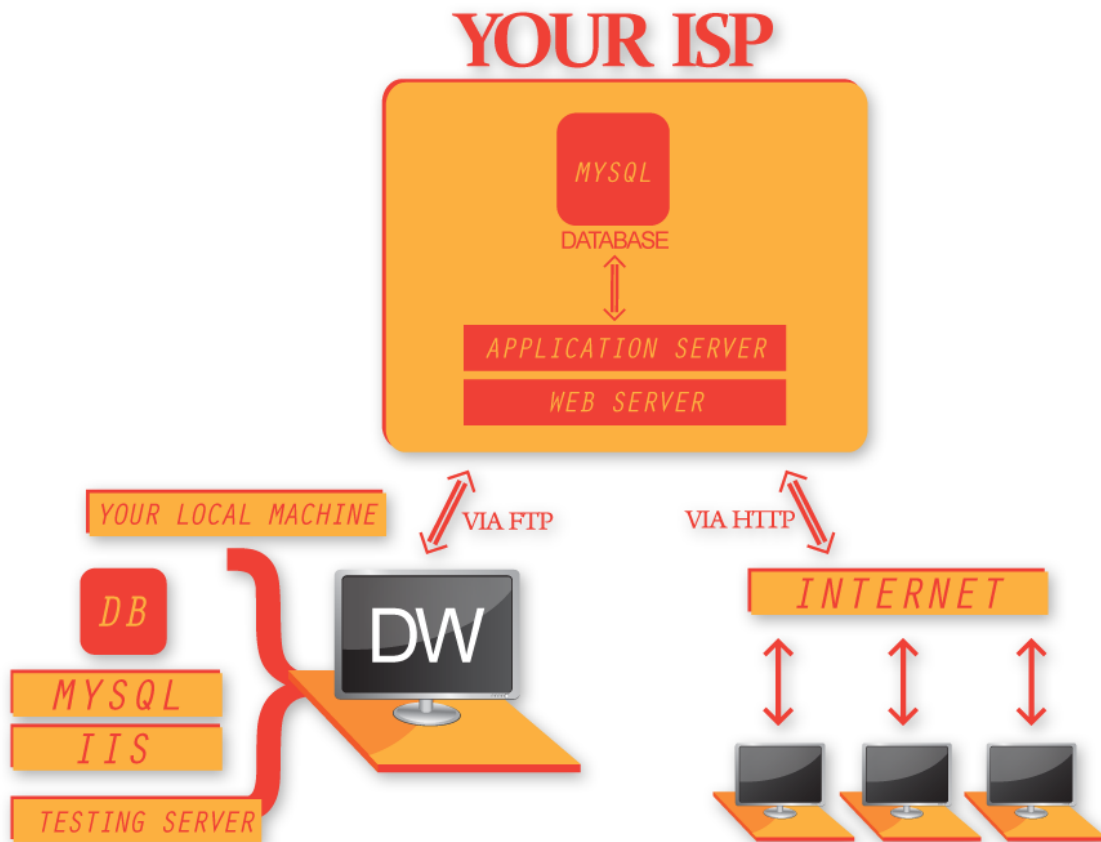 YOUR ISP
MYSQL
DATABASE
APPLICATION SERVER
WEB SERVER
YOUR LOCAL MACHINE
VIA FTP
VIA HTTP
DB
DW
INTERNET
MYSQL
IIS
TESTING SERVER